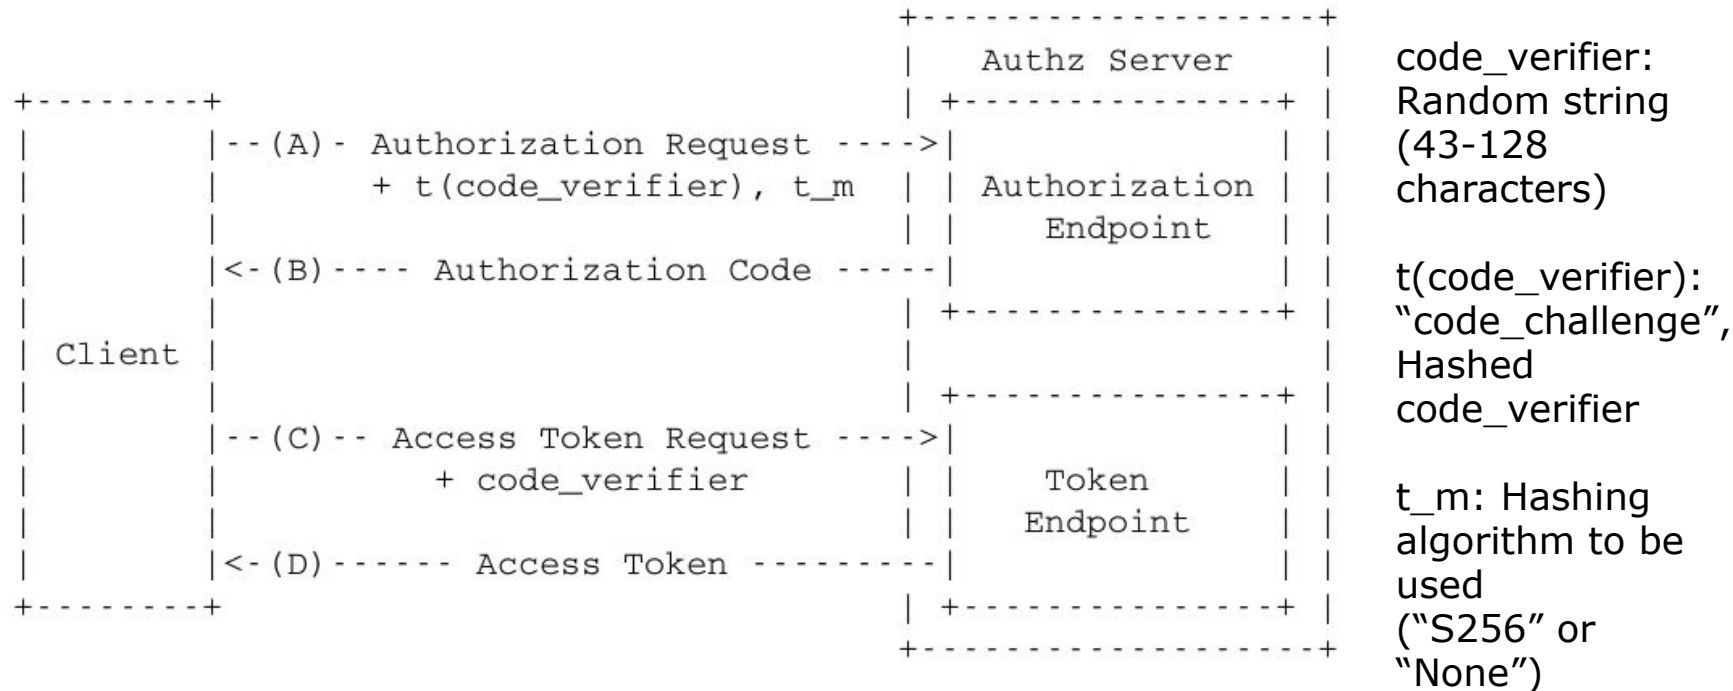 Authz Server
--(A)- Authorization Request ---->
+ t(code_verifier), t_m
Authorization
Endpoint
<-(B)---- Authorization Code -----
Client
--(C)-- Access Token Request ---->
+ code_verifier
Token
Endpoint
<-(D)------ Access Token ---------
code_verifier:
Random string
(43-128
characters)
t(code_verifier):
“code_challenge”,
Hashed
code_verifier
t_m: Hashing
algorithm to be
used
(“S256” or
“None”)